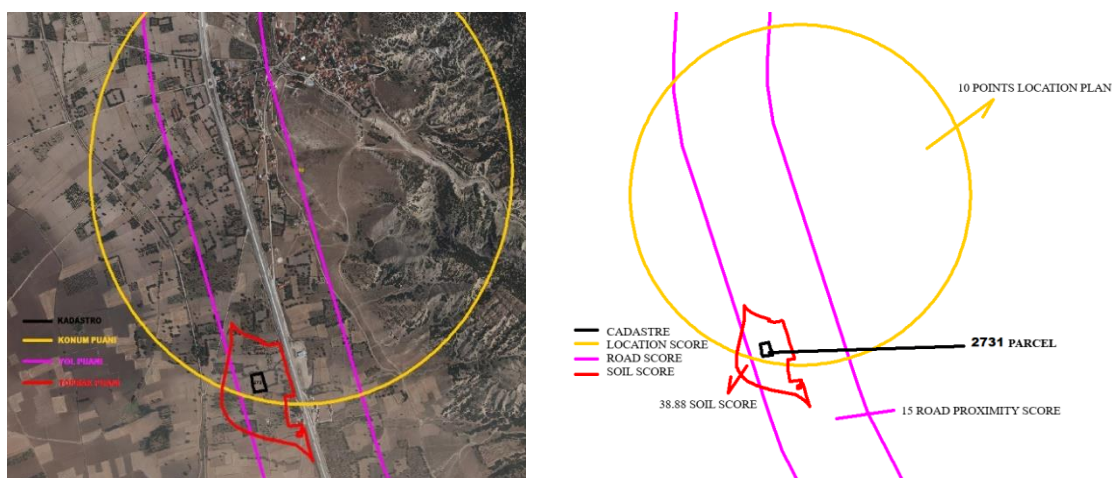 KADASTRO
KONUM PUANI
YOL PUANI
TOPRAK PUANI
10 POINTS LOCATION PLAN
CADASTRE
LOCATION SCORE
ROAD SCORE
SOIL SCORE
2731 PARCEL
38.88 SOIL SCORE
15 ROAD PROXIMITY SCORE